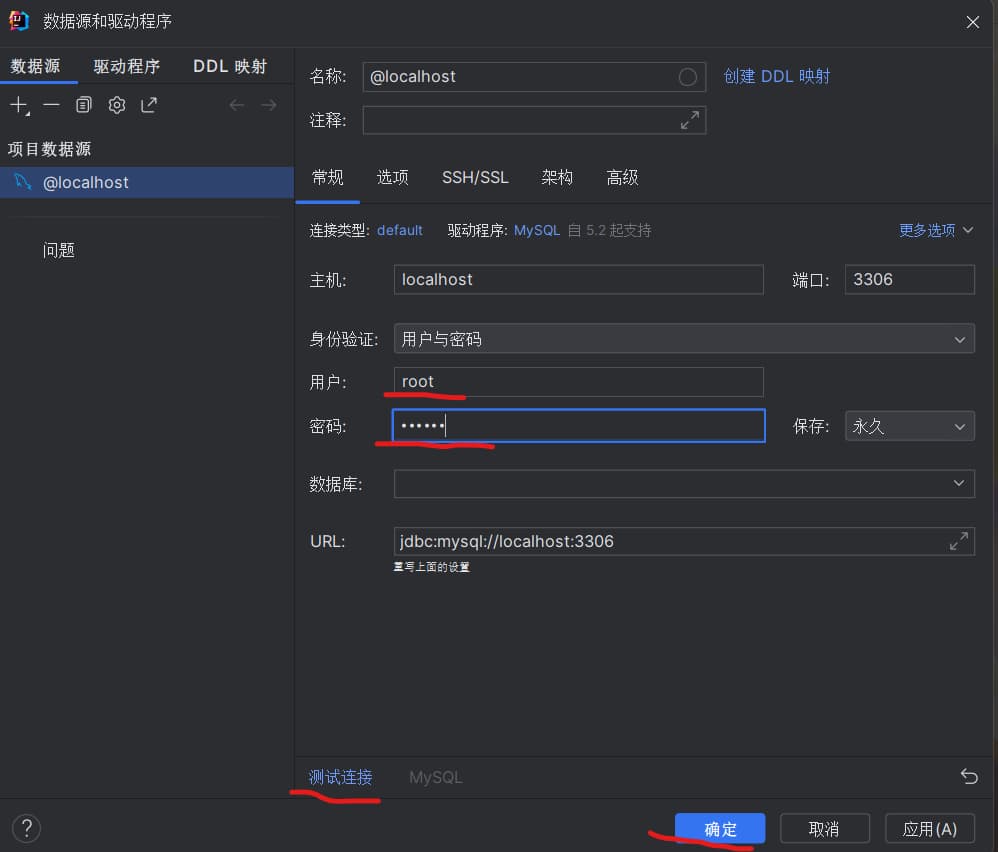 数据源和驱动程序
数据源 驱动程序 DDL 映射
项目数据源
@localhost
问题
名称: @localhost 创建 DDL 映射
注释:
常规 选项 SSH/SSL 架构 高级
连接类型: default 驱动程序: MySQL 自 5.2 起支持 更多选项
主机: localhost 端口: 3306
身份验证: 用户与密码
用户: root
密码: •••••• 保存: 永久
数据库:
URL: jdbc:mysql://localhost:3306
重写上面的设置
测试连接 MySQL
? 确定 取消 应用(A)